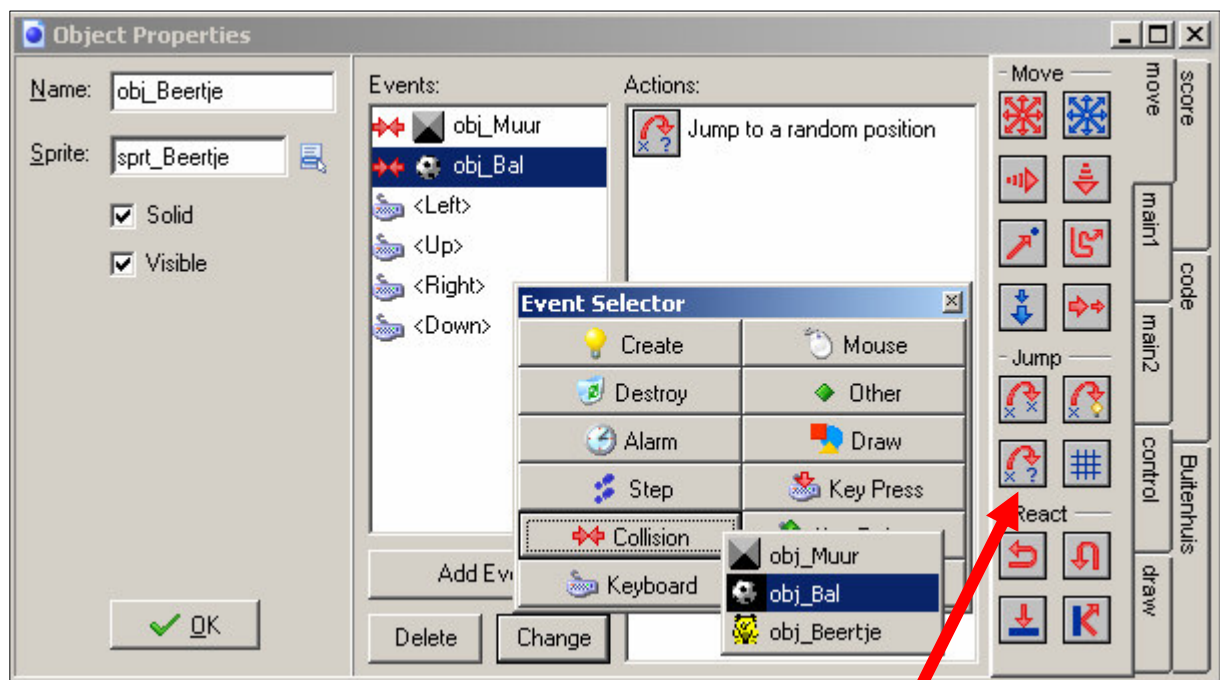 Object Properties
Name: obj_Beertje
Sprite: sprt_Beertje
Solid
Visible
OK
Events:
obj_Muur
obj_Bal
<Left>
<Up>
<Right>
<Down>
Add Ev
Delete
Change
Actions:
Jump to a random position
Event Selector
Create
Mouse
Destroy
Other
Alarm
Draw
Step
Key Press
Collision
Keyboard
obj_Muur
obj_Bal
obj_Beertje
Move
Jump
React
move
main1
main2
control
draw
score
code
Buitenhuis